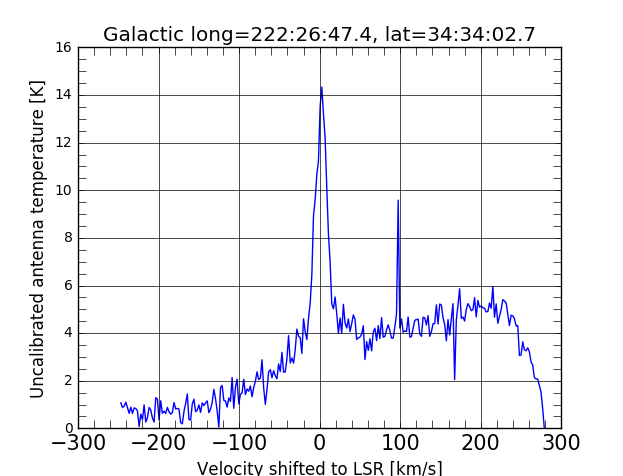 Galactic long=222:26:47.4, lat=34:34:02.7
Uncalibrated antenna temperature [K]
16
14
12
10
8
6
4
2
0
−300 −200 −100 0 100 200 300
Velocity shifted to LSR [km/s]